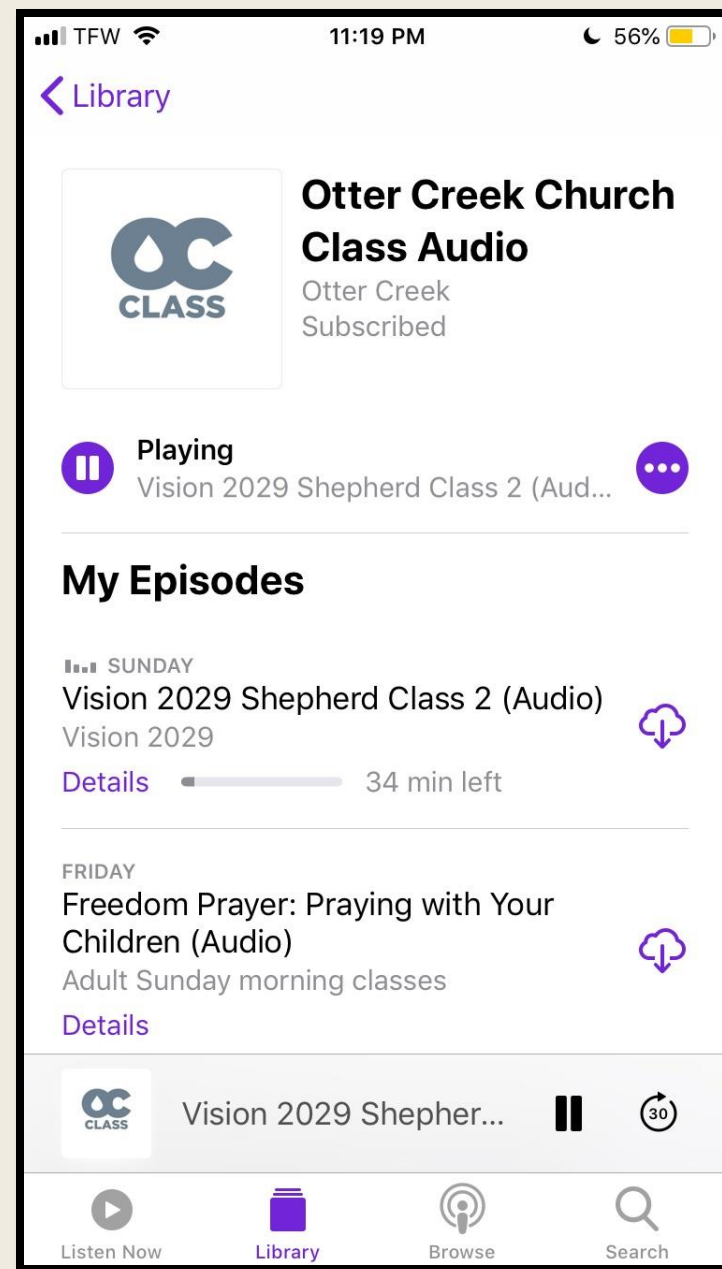 TFW 11:19 PM 56%
Library
OC
CLASS
Otter Creek Church
Class Audio
Otter Creek
Subscribed
Playing
Vision 2029 Shepherd Class 2 (Aud...
My Episodes
SUNDAY
Vision 2029 Shepherd Class 2 (Audio)
Vision 2029
Details 34 min left
FRIDAY
Freedom Prayer: Praying with Your
Children (Audio)
Adult Sunday morning classes
Details
OC
CLASS
Vision 2029 Shepher...
30
Listen Now Library Browse Search